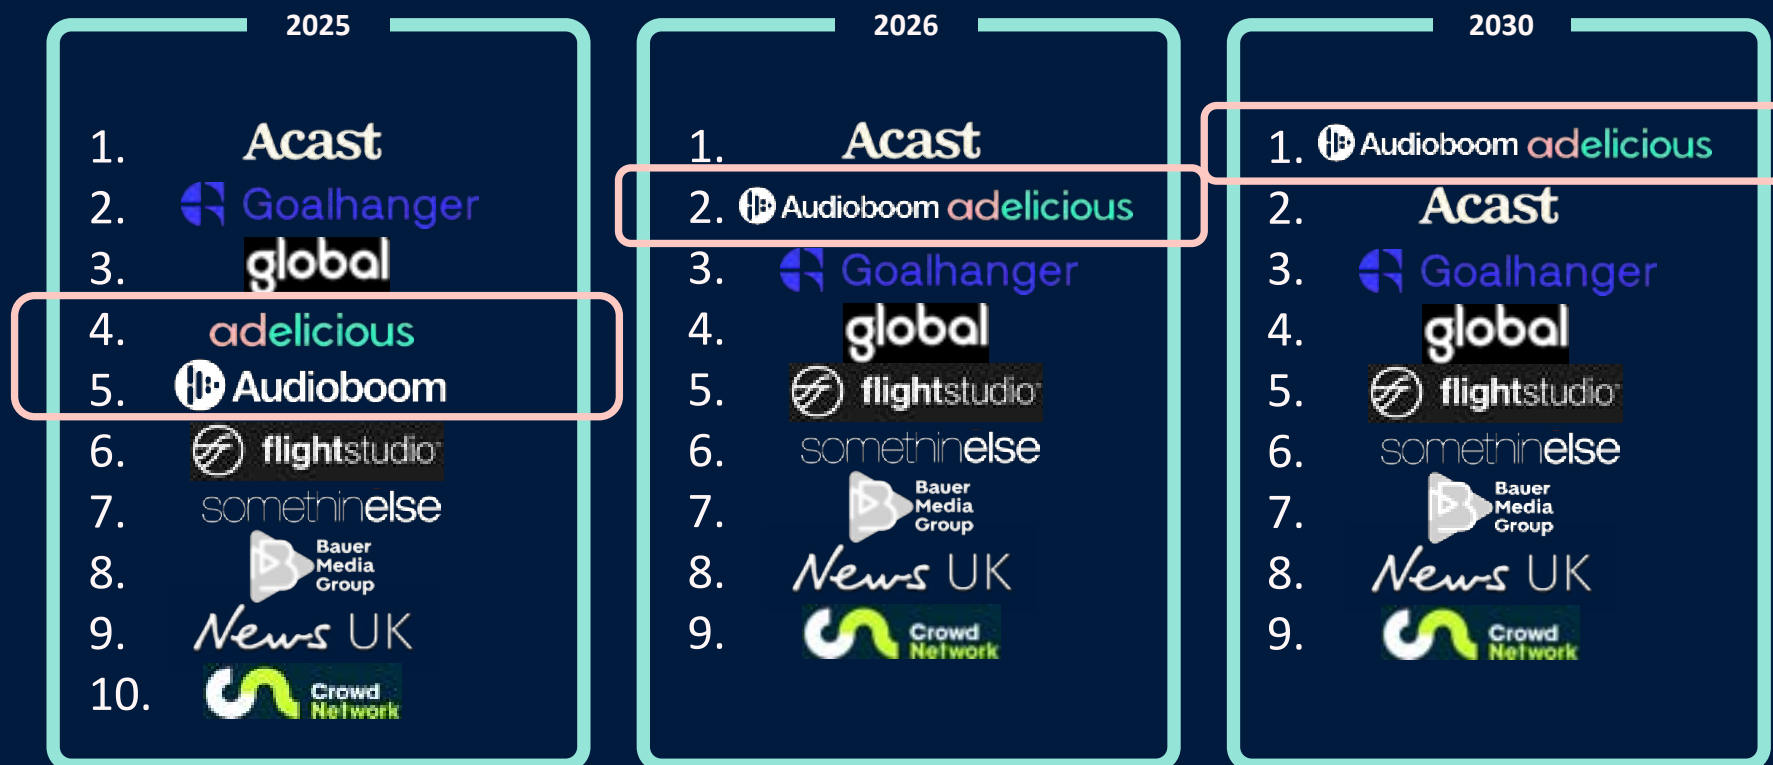 2025
1. Acast
2. Goalhanger
3. global
4. adelicious
5. Audioboom
6. flightstudio
7. somethinelse
8. Bauer
Media
Group
9. News UK
10. Crowd
Network
2026
1. Acast
2. Audioboom adelicious
3. Goalhanger
4. global
5. flightstudio
6. somethinelse
7. Bauer
Media
Group
8. News UK
9. Crowd
Network
2030
1. Audioboom adelicious
2. Acast
3. Goalhanger
4. global
5. flightstudio
6. somethinelse
7. Bauer
Media
Group
8. News UK
9. Crowd
Network